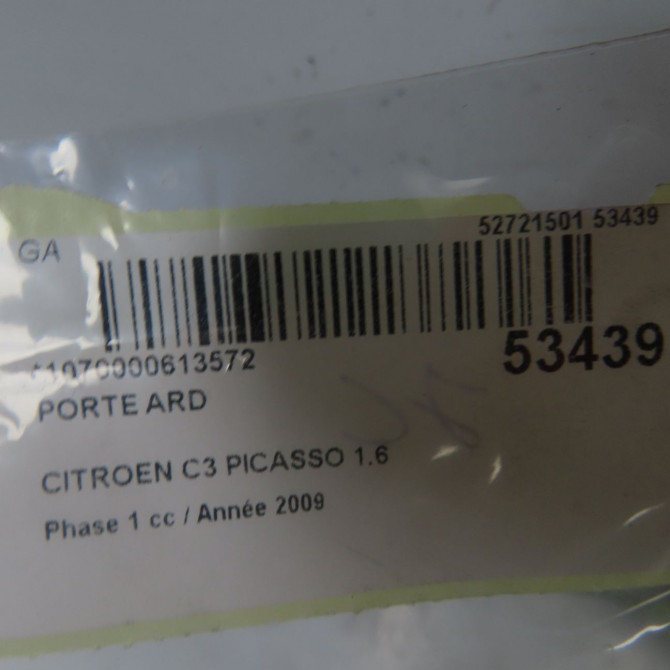 52721501 53439
GA
*1070000613572
53439
PORTE ARD
CITROEN C3 PICASSO 1.6
Phase 1 cc / Année 2009